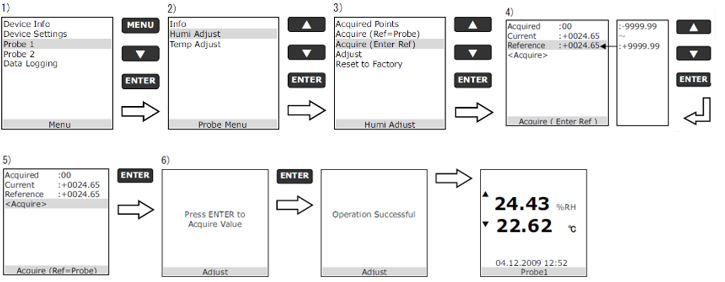 1)
Device Info
Device Settings
Probe 1
Probe 2
Data Logging
Menu
MENU
ENTER
2)
Info
Humi Adjust
Temp Adjust
Probe Menu
ENTER
3)
Acquired Points
Acquire (Ref=Probe)
Acquire (Enter Ref)
Adjust
Reset to Factory
Humi Adjust
ENTER
4)
Acquired :00
Current :+0024.65
Reference :+0024.65
<Acquire>
Acquire ( Enter Ref )
:-9999.99
~
:+9999.99
ENTER
5)
Acquired :00
Current :+0024.65
Reference :+0024.65
<Acquire>
Acquire (Ref=Probe)
ENTER
6)
Press ENTER to
Acquire Value
Adjust
ENTER
Operation Successful
Adjust
24.43 %RH
22.62 °C
04.12.2009 12:52
Probe1